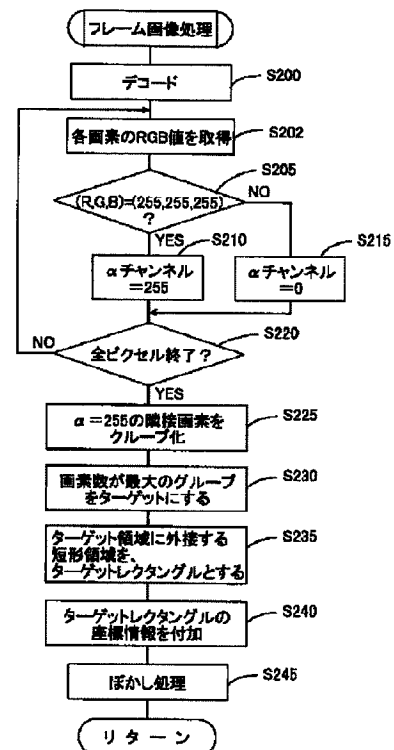 フレーム画像処理
デコード
S200
各画素のRGB値を取得
S202
S205
(R,G,B)=(255,255,255)
?
NO
YES
S210
S215
αチャンネル
=255
αチャンネル
=0
S220
NO
全ピクセル終了?
YES
α=255の隣接画素を
グループ化
S225
画素数が最大のグループ
をターゲットにする
S230
ターゲット領域に外接する
短形領域を、
ターゲットレクタングルとする
S235
ターゲットレクタングルの
座標情報を付加
S240
ぼかし処理
S245
リターン